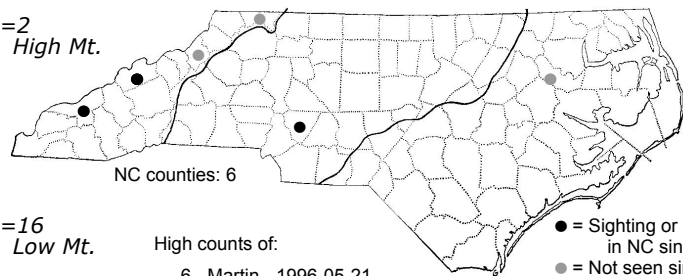 =2
High Mt.
NC counties: 6
=16
Low Mt.
High counts of:
6 - Martin - 1996-05-21
● = Sighting or
in NC sin
● = Not seen si